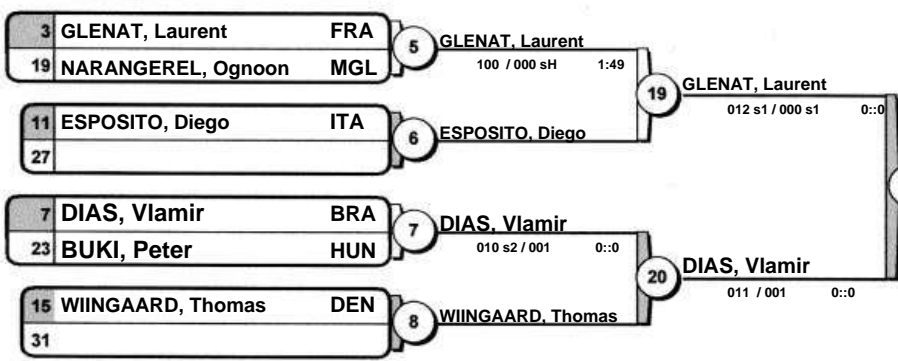 3 GLENAT, Laurent FRA
19 NARANGEREL, Ognoon MGL
5
GLENAT, Laurent
100 / 000 sH 1:49
11 ESPOSITO, Diego ITA
27
6
ESPOSITO, Diego
19
GLENAT, Laurent
012 s1 / 000 s1 0::0
7 DIAS, Vlamir BRA
23 BUKI, Peter HUN
7
DIAS, Vlamir
010 s2 / 001 0::0
15 WIINGAARD, Thomas DEN
31
8
WIINGAARD, Thomas
20
DIAS, Vlamir
011 / 001 0::0